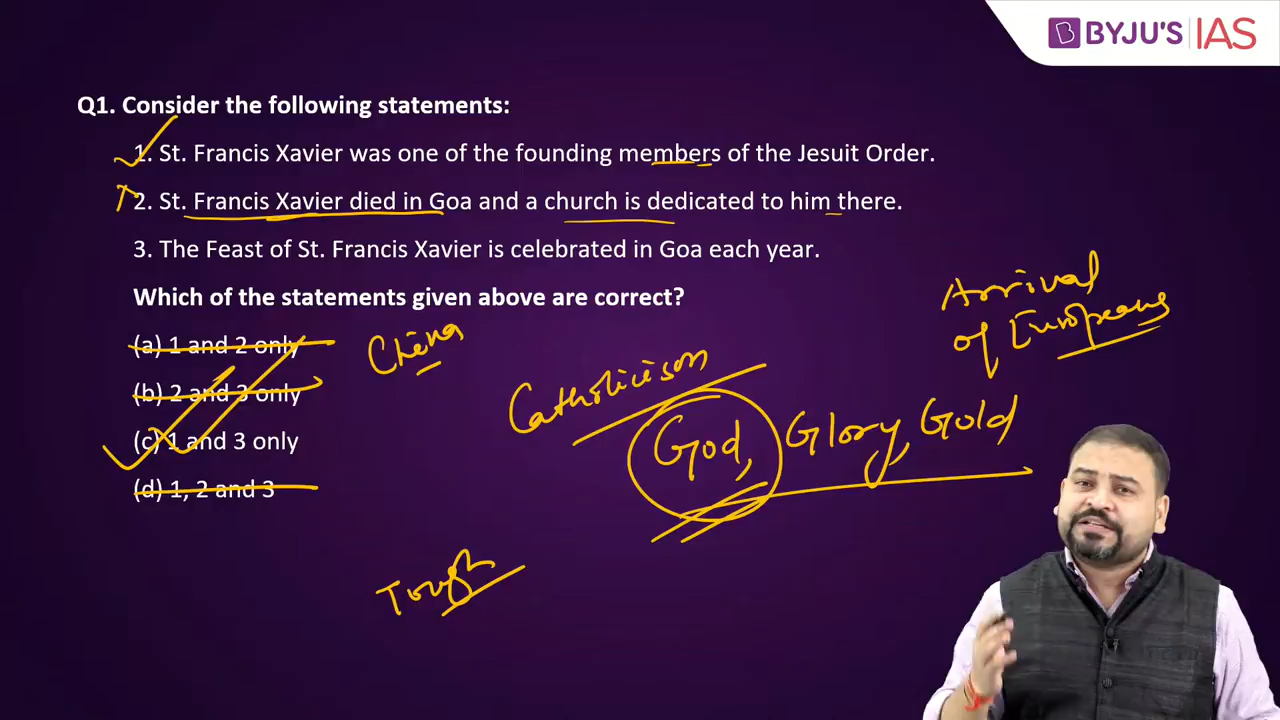 BYJU'S IAS
Q1. Consider the following statements:
1. St. Francis Xavier was one of the founding members of the Jesuit Order.
2. St. Francis Xavier died in Goa and a church is dedicated to him there.
3. The Feast of St. Francis Xavier is celebrated in Goa each year.
Which of the statements given above are correct?
(a) 1 and 2 only
(b) 2 and 3 only
(c) 1 and 3 only
(d) 1, 2 and 3
China
Catholicism
God, Glory, Gold
Arrival
of Europeans
Tough